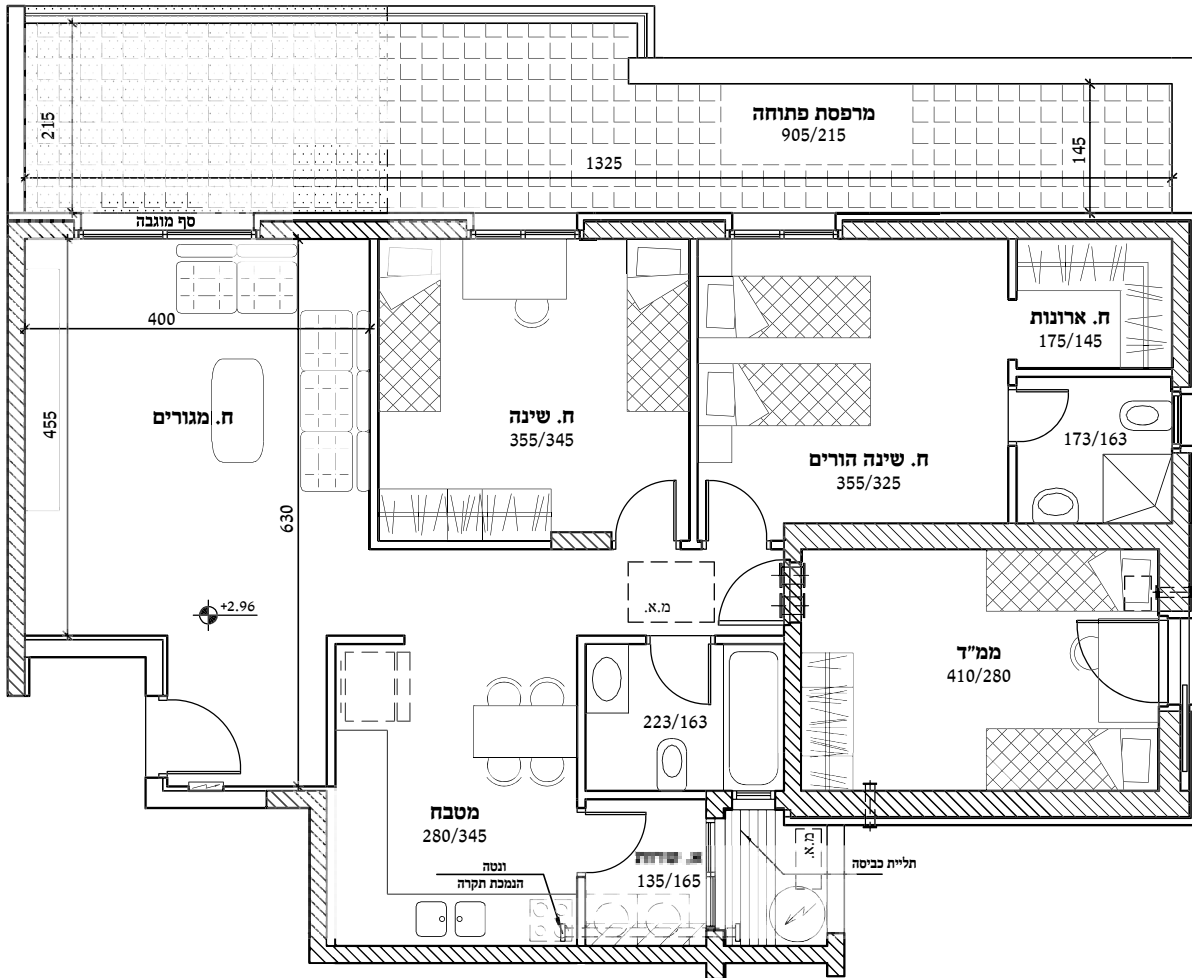 מרפסת פתוחה
905/215
215
1325
145
סף מוגבה
400
ח. ארונות
175/145
455
ח. מגורים
ח. שינה
355/345
173/163
ח. שינה הורים
355/325
630
+2.96
מ.א.
ממ״ד
410/280
223/163
מטבח
280/345
מ.א.
תליית כביסה
ונטה
הנמכת תקרה
135/165